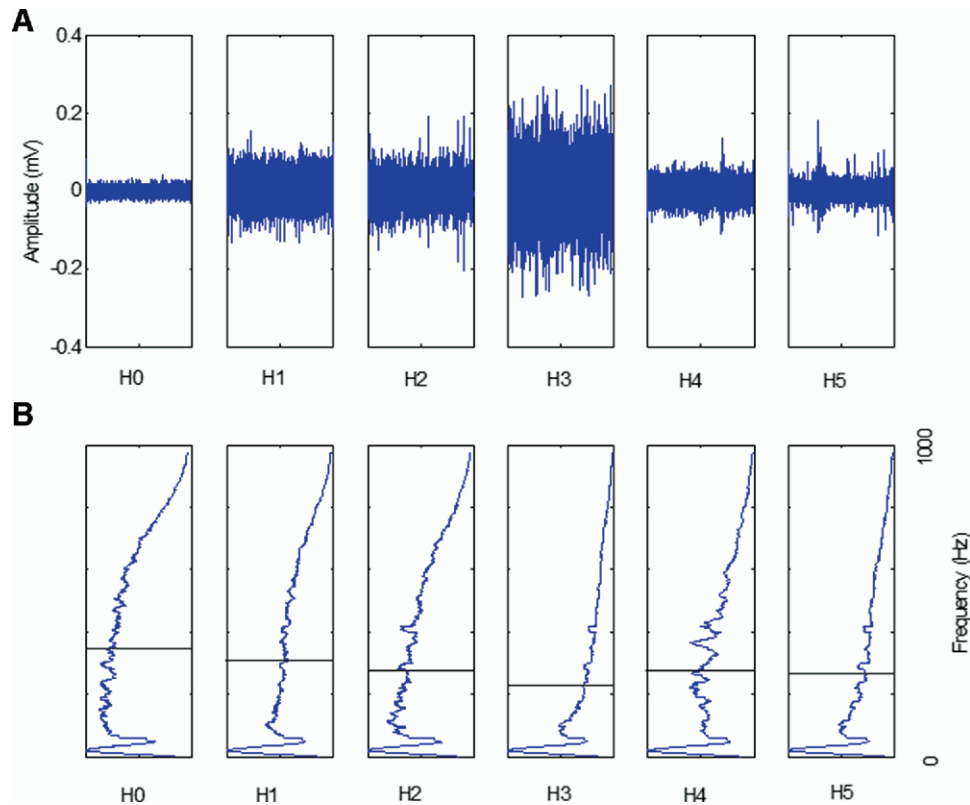 A
Amplitude (mV)
0.4
0.2
0
-0.2
-0.4
H0 H1 H2 H3 H4 H5
B
1000
Frequency (Hz)
0
H0 H1 H2 H3 H4 H5